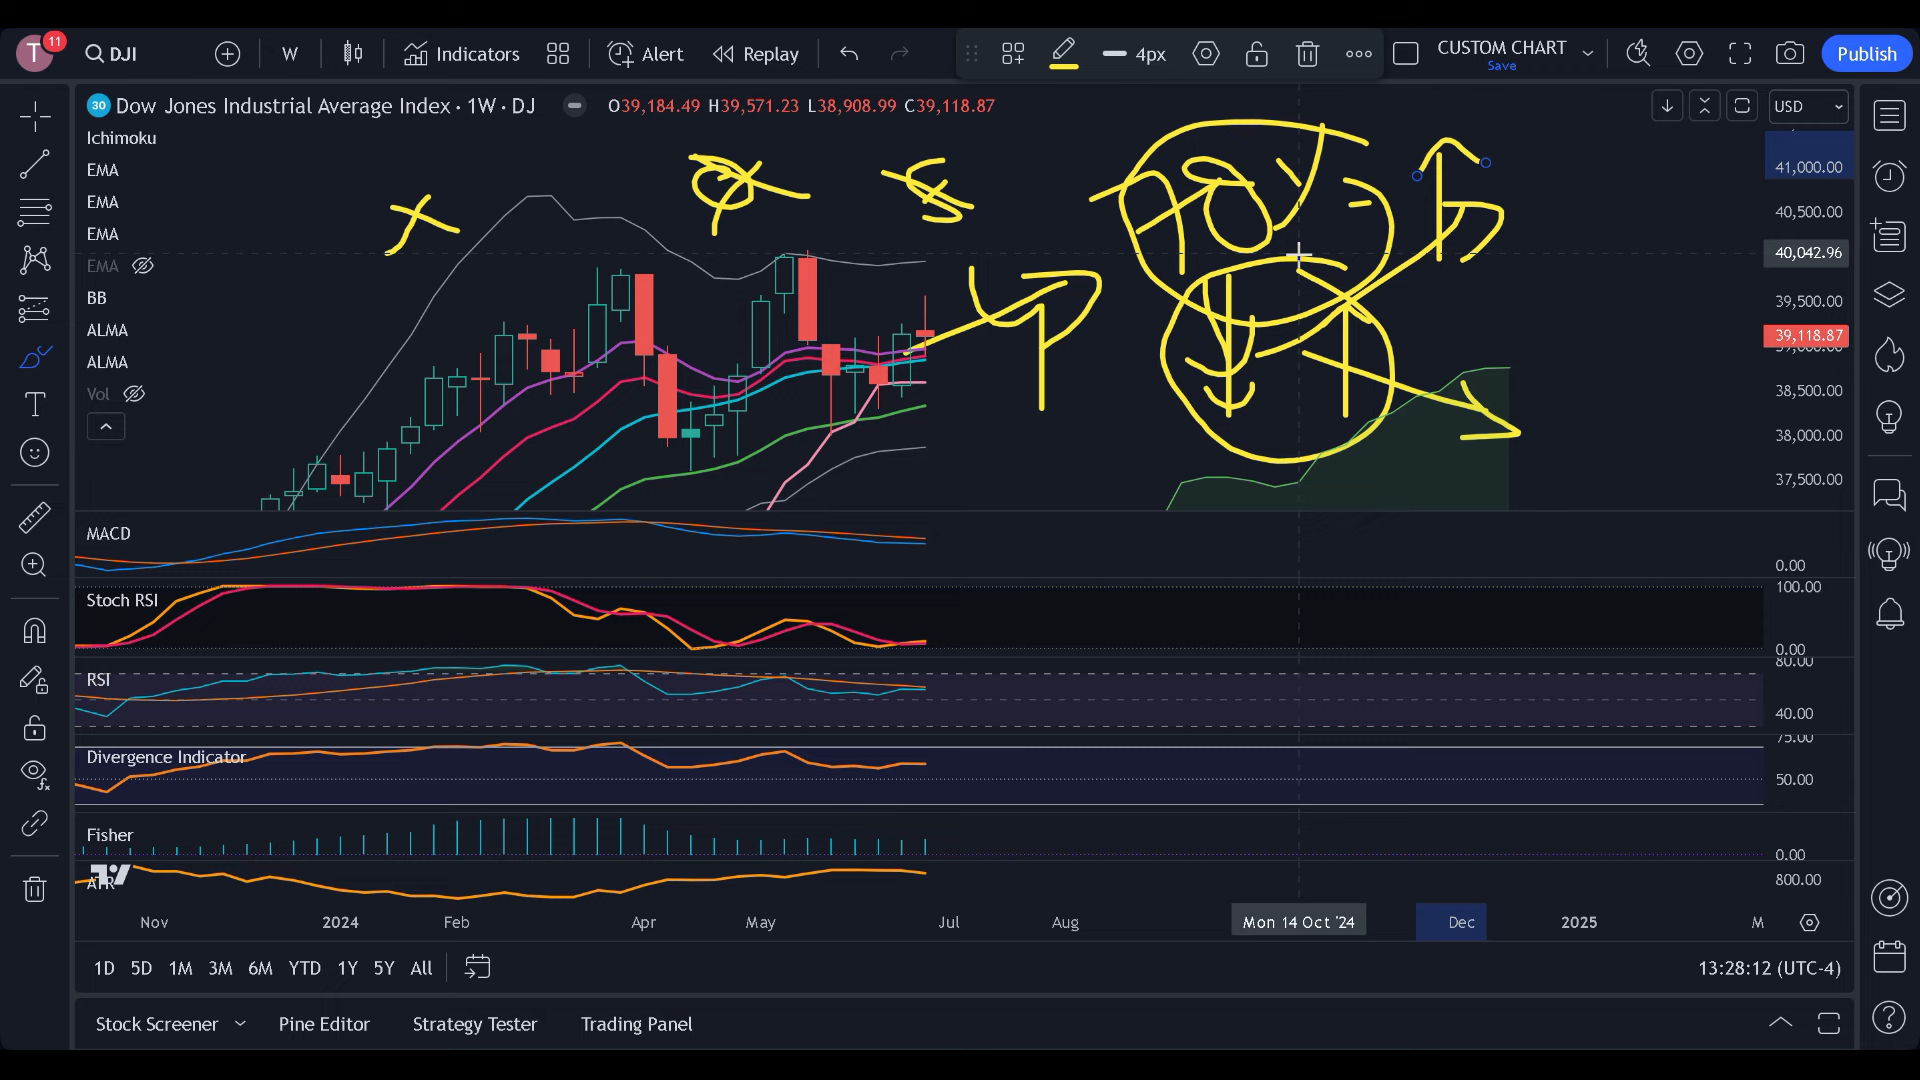 T
11
DJI
W
Indicators
Alert
Replay
4px
CUSTOM CHART
Save
Publish
30 Dow Jones Industrial Average Index · 1W · DJ
O39,184.49 H39,571.23 L38,908.99 C39,118.87
USD
Ichimoku
EMA
EMA
EMA
EMA
BB
ALMA
ALMA
Vol
41,000.00
40,500.00
40,042.96
39,500.00
39,118.87
38,500.00
38,000.00
37,500.00
MACD
0.00
Stoch RSI
100.00
0.00
RSI
80.00
40.00
Divergence Indicator
75.00
50.00
Fisher
0.00
ATR
800.00
Nov
2024
Feb
Apr
May
Jul
Aug
Mon 14 Oct '24
Dec
2025
M
1D 5D 1M 3M 6M YTD 1Y 5Y All
13:28:12 (UTC-4)
Stock Screener
Pine Editor
Strategy Tester
Trading Panel